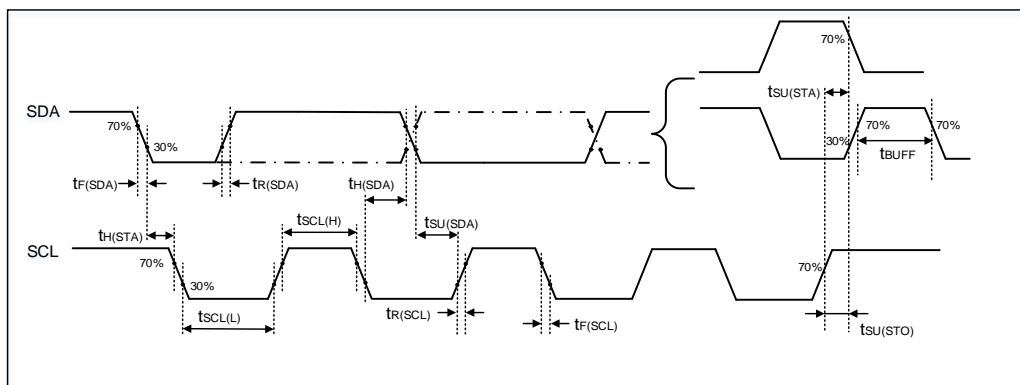 70%
tSU(STA)
SDA
70%
30%
30%
70%
70%
tBUFF
tF(SDA)
tR(SDA)
tH(SDA)
tH(STA)
tSCL(H)
tSU(SDA)
SCL
70%
30%
70%
tSCL(L)
tR(SCL)
tF(SCL)
tSU(STO)